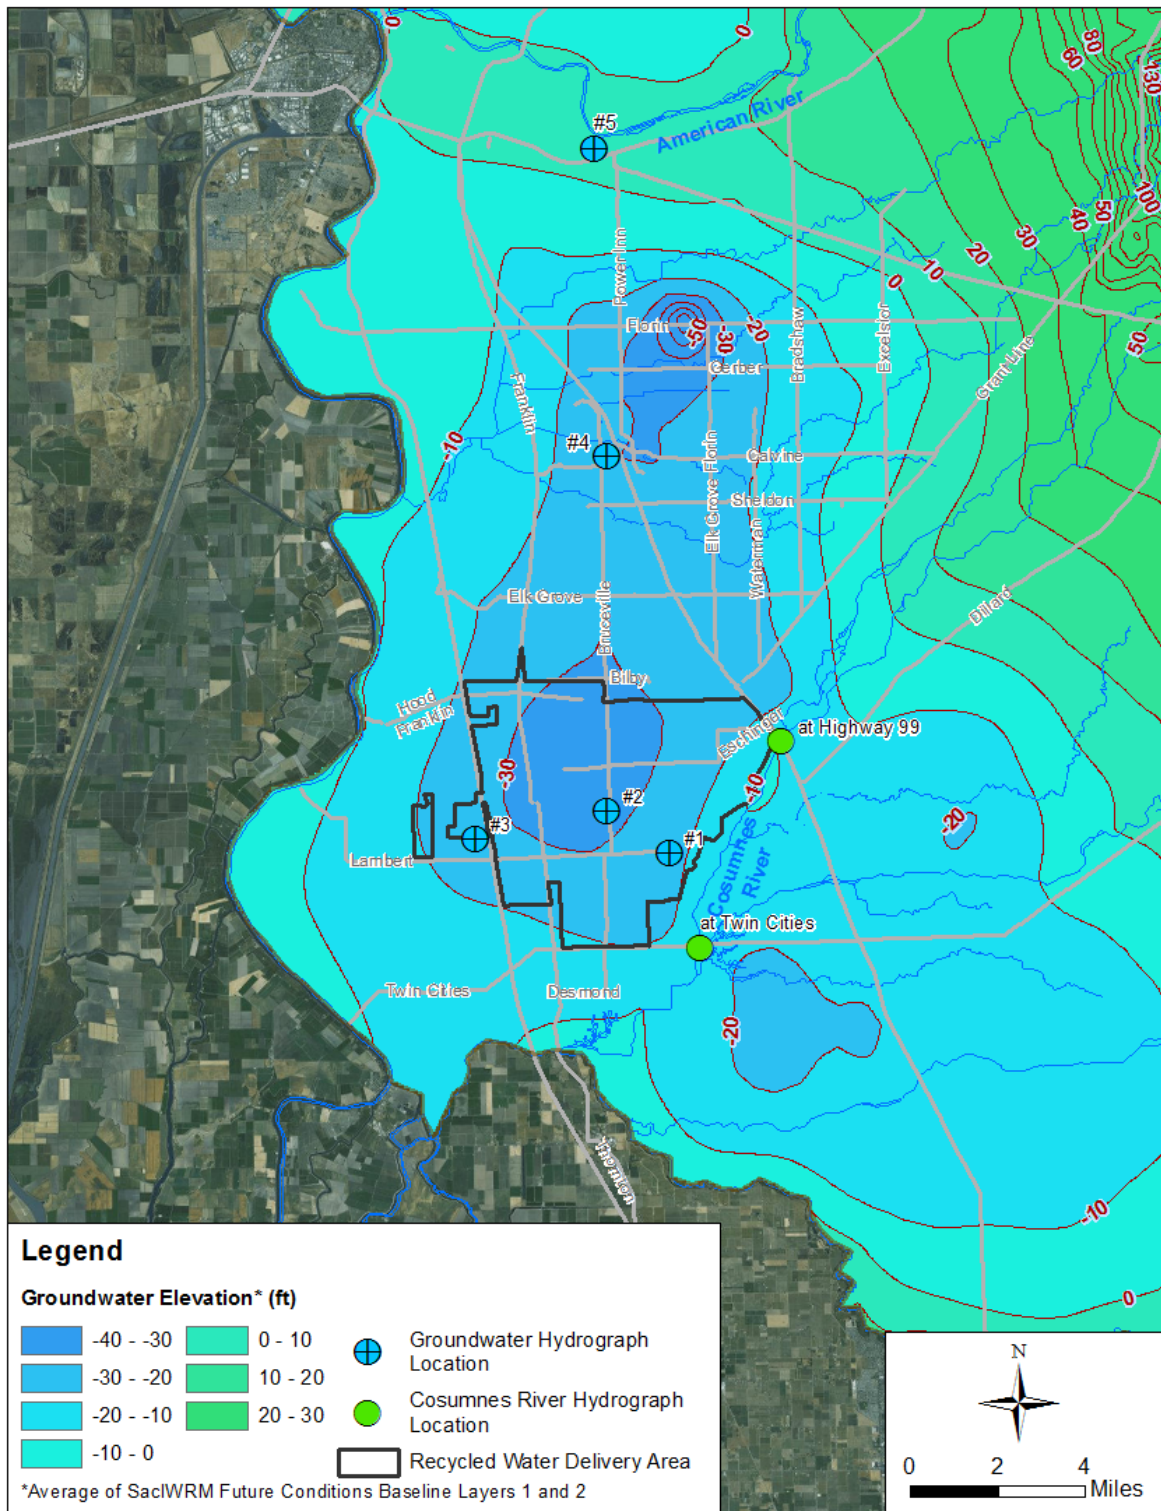 0
0
60
80
130
#5
American River
100
50
40
30
20
10
0
50
Power Inn
Florin
-50
-30
-20
Bradshaw
Excelsior
Grant Line
Gerber
Franklin
-10
#4
Calvine
Elk Grove Florin
Sheldon
Waterman
Elk Grove
Bruceville
Dillard
Bilby
Hood
Franklin
Eschinger
at Highway 99
-30
-10
#2
-20
#3
#1
Lambert
Cosumnes
River
at Twin Cities
Twin Cities
Desmond
-20
Thornton
-10
0
Legend
Groundwater Elevation* (ft)
-40 - -30
-30 - -20
-20 - -10
-10 - 0
0 - 10
10 - 20
20 - 30
Groundwater Hydrograph
Location
Cosumnes River Hydrograph
Location
Recycled Water Delivery Area
*Average of SacIWRM Future Conditions Baseline Layers 1 and 2
N
0 2 4
Miles